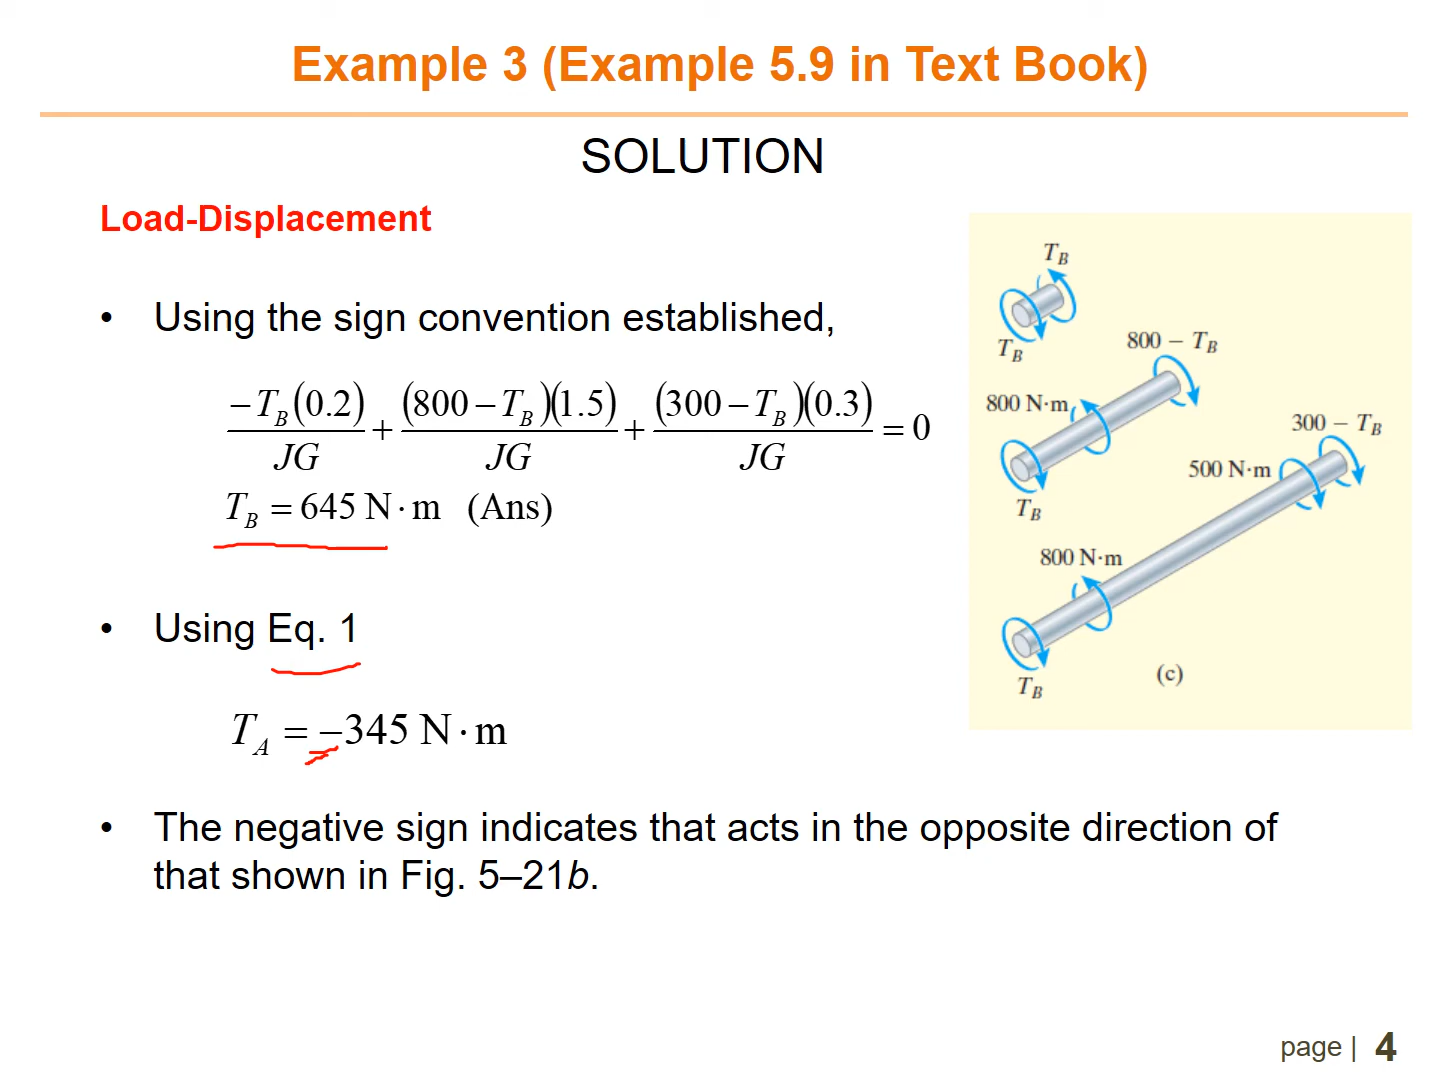 Example 3 (Example 5.9 in Text Book)
SOLUTION
Load-Displacement
• Using the sign convention established,
−T_B(0.2)/JG + (800 − T_B)(1.5)/JG + (300 − T_B)(0.3)/JG = 0
T_B = 645 N · m (Ans)
• Using Eq. 1
T_A = −345 N · m
• The negative sign indicates that acts in the opposite direction of
that shown in Fig. 5–21b.
T_B
T_B
800 – T_B
800 N·m
T_B
300 – T_B
500 N·m
800 N·m
T_B
(c)
page | 4